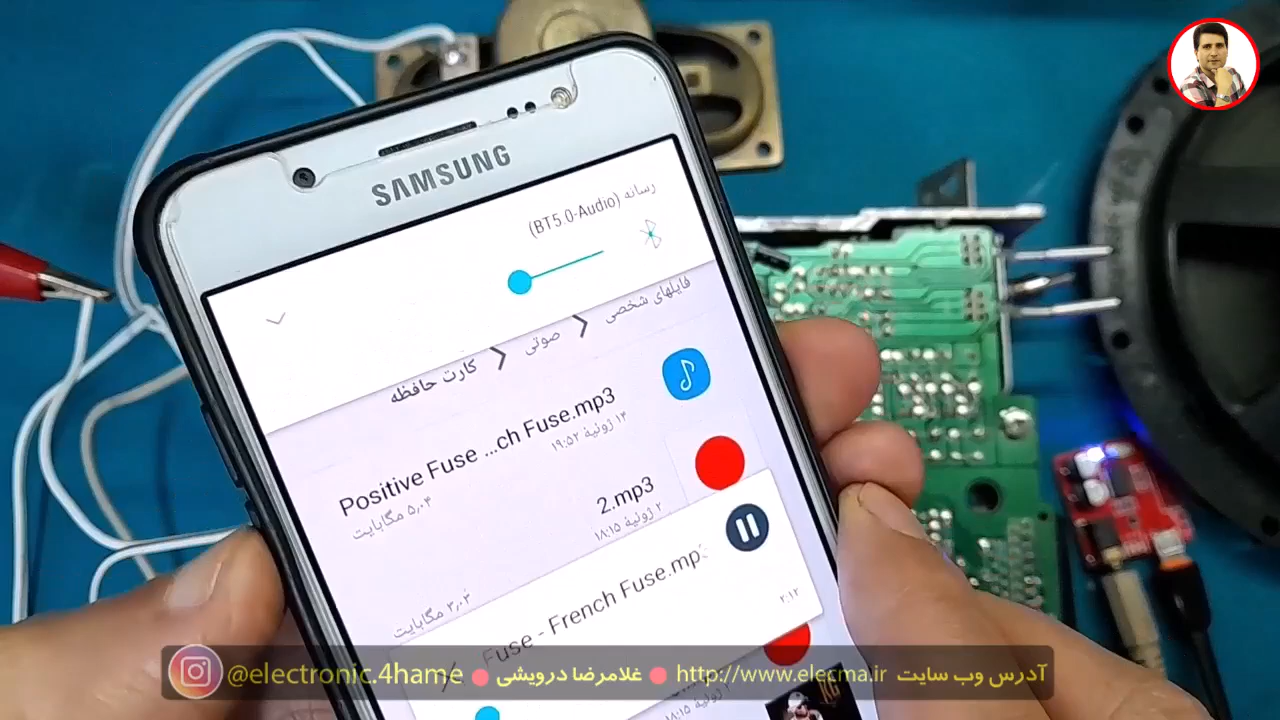 SAMSUNG
رسانه (BT5.0-Audio)
فایلهای شخصی
صوتی
کارت حافظه
Positive Fuse ...ch Fuse.mp3
۱۴ ژوئیهٔ ۱۹:۵۲
۵٫۰۴ مگابایت
2.mp3
۲ ژوئیهٔ ۱۸:۱۵
۳٫۰۳ مگابایت
Fuse - French Fuse.mp3
۲:۱۲
۱۸:۱۵
@electronic.4hame ● غلامرضا درویشی ● آدرس وب سایت http://www.elecma.ir